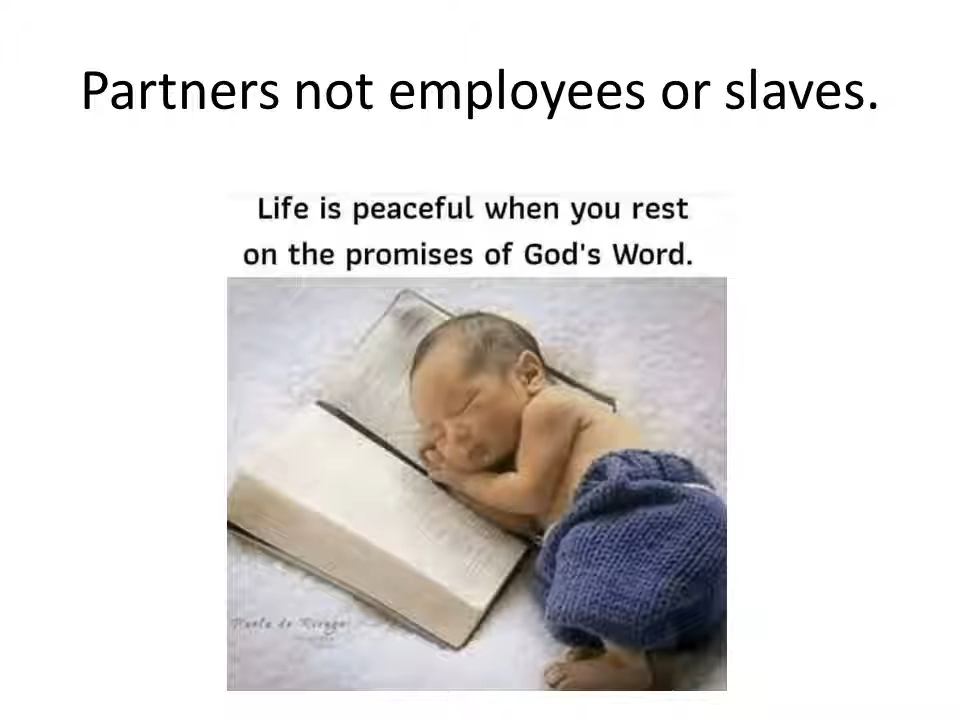 Partners not employees or slaves.
Life is peaceful when you rest
on the promises of God's Word.